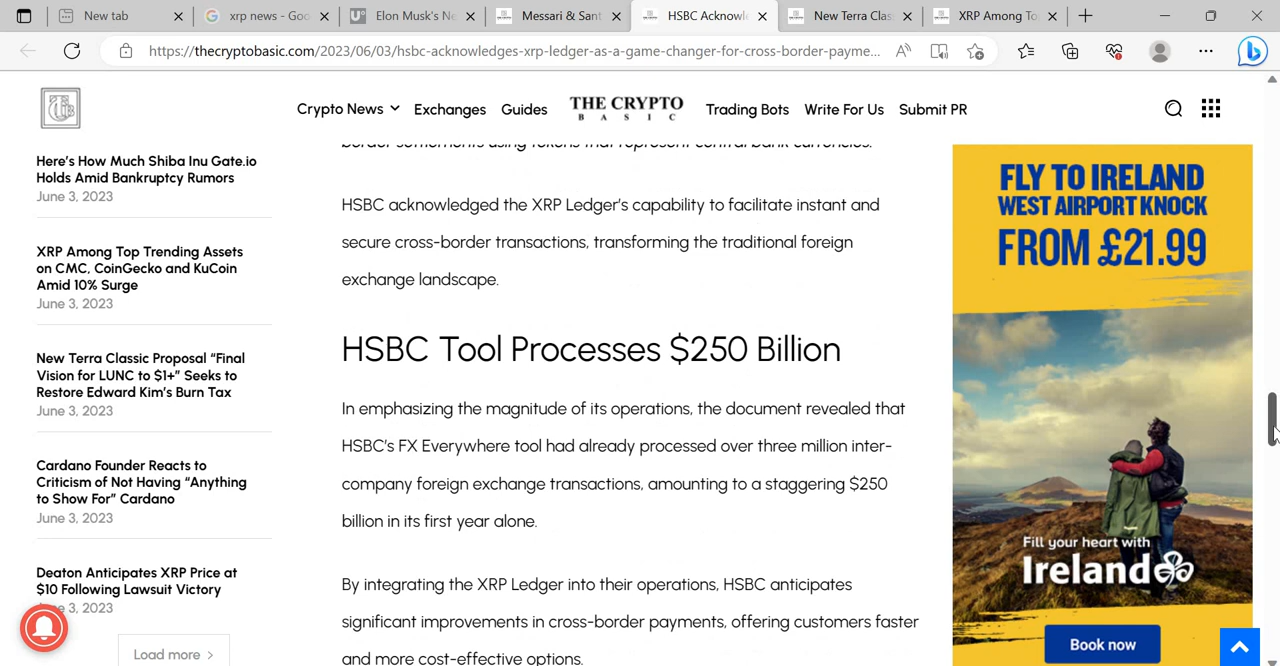 New tab
xrp news - Goo
Elon Musk's Ne
Messari & Sant
HSBC Acknowle
New Terra Clas
XRP Among To
https://thecryptobasic.com/2023/06/03/hsbc-acknowledges-xrp-ledger-as-a-game-changer-for-cross-border-payme...
Crypto News
Exchanges
Guides
THE CRYPTO
BASIC
Trading Bots
Write For Us
Submit PR
Here's How Much Shiba Inu Gate.io
Holds Amid Bankruptcy Rumors
June 3, 2023
XRP Among Top Trending Assets
on CMC, CoinGecko and KuCoin
Amid 10% Surge
June 3, 2023
New Terra Classic Proposal “Final
Vision for LUNC to $1+” Seeks to
Restore Edward Kim's Burn Tax
June 3, 2023
Cardano Founder Reacts to
Criticism of Not Having “Anything
to Show For” Cardano
June 3, 2023
Deaton Anticipates XRP Price at
$10 Following Lawsuit Victory
3, 2023
Load more
border settlements using tokens that represent central bank currencies.
HSBC acknowledged the XRP Ledger's capability to facilitate instant and
secure cross-border transactions, transforming the traditional foreign
exchange landscape.
HSBC Tool Processes $250 Billion
In emphasizing the magnitude of its operations, the document revealed that
HSBC's FX Everywhere tool had already processed over three million inter-
company foreign exchange transactions, amounting to a staggering $250
billion in its first year alone.
By integrating the XRP Ledger into their operations, HSBC anticipates
significant improvements in cross-border payments, offering customers faster
and more cost-effective options.
FLY TO IRELAND
WEST AIRPORT KNOCK
FROM £21.99
Fill your heart with
Ireland
Book now